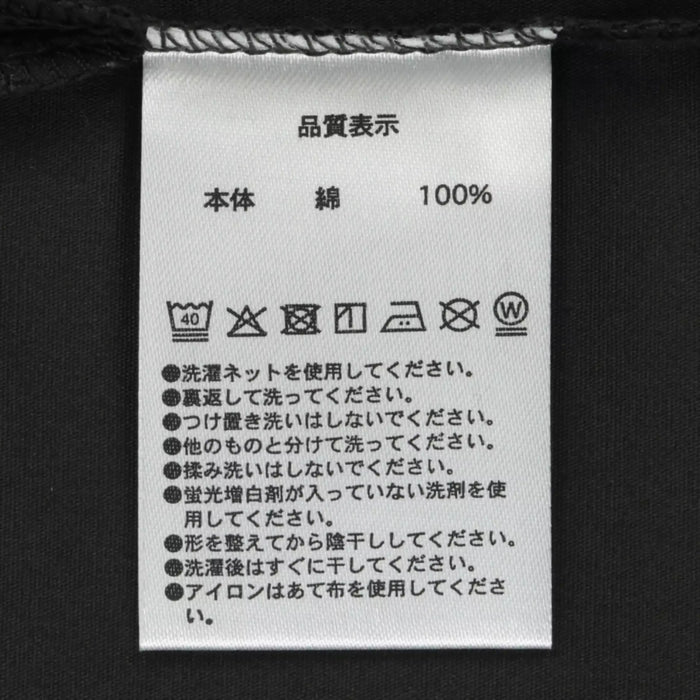 品質表示
本体 綿 100%
40 W
●洗濯ネットを使用してください。
●裏返して洗ってください。
●つけ置き洗いはしないでください。
●他のものと分けて洗ってください。
●揉み洗いはしないでください。
●蛍光増白剤が入っていない洗剤を使
用してください。
●形を整えてから陰干ししてください。
●洗濯後はすぐに干してください。
●アイロンはあて布を使用してくださ
い。